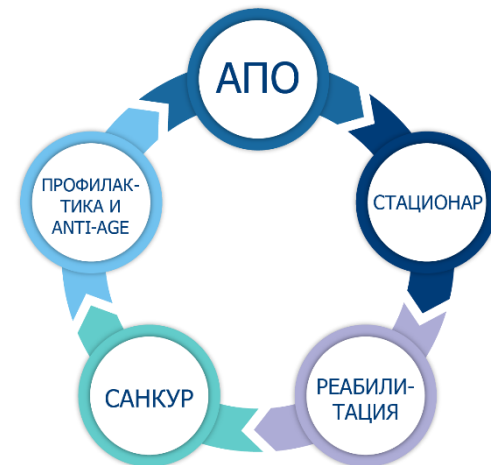 АПО
СТАЦИОНАР
РЕАБИЛИ-
ТАЦИЯ
САНКУР
ПРОФИЛАК-
ТИКА И
ANTI-AGE